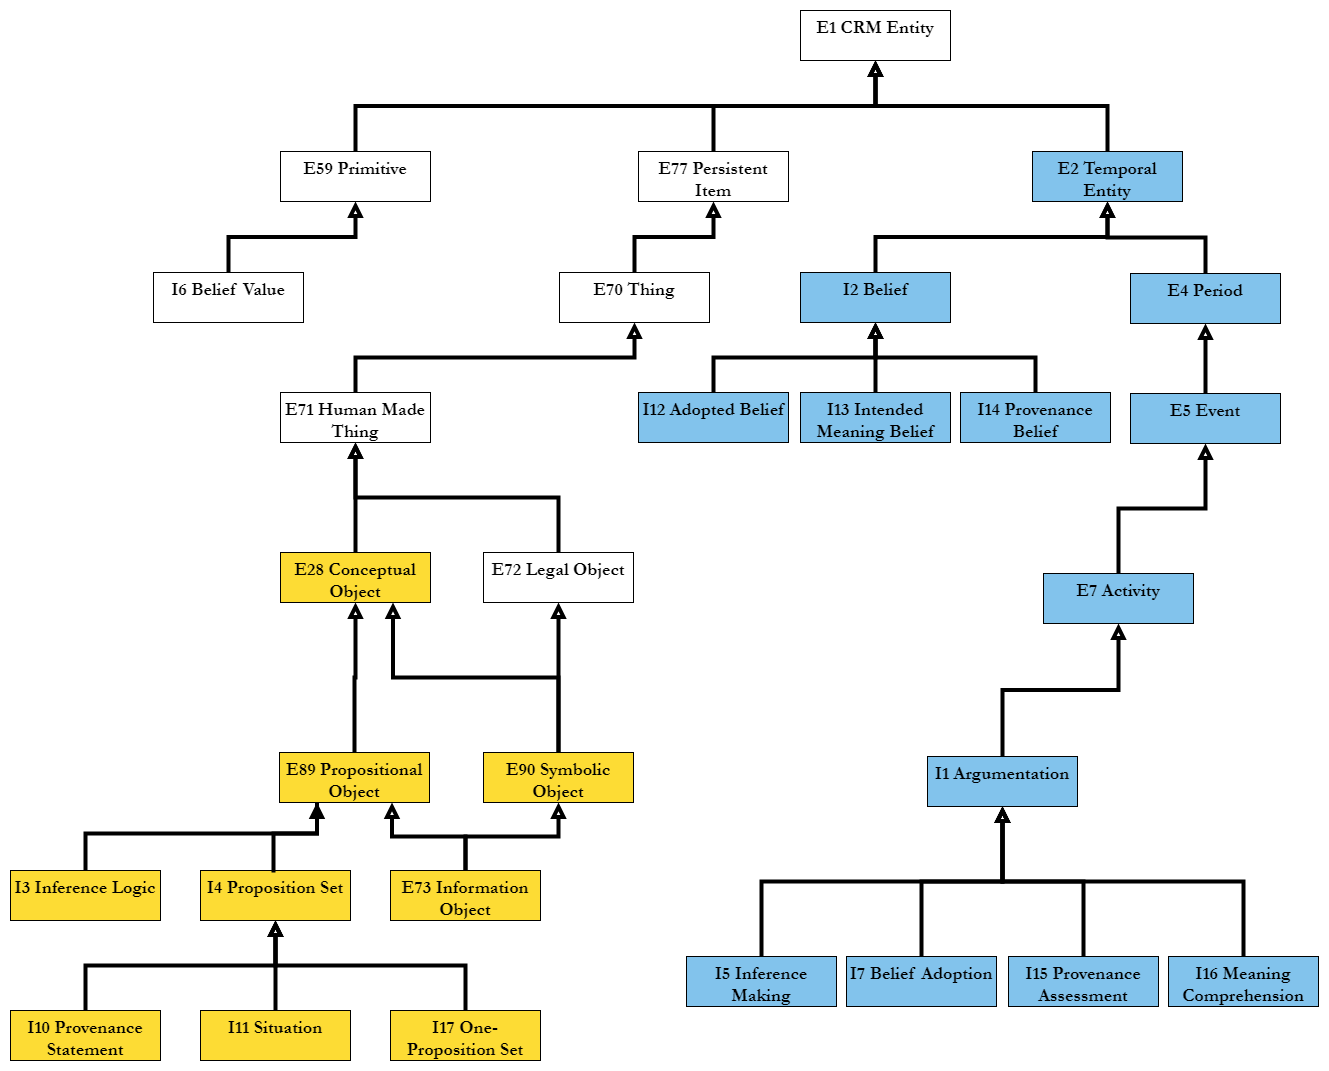 E1 CRM Entity
E59 Primitive
E77 Persistent
Item
E2 Temporal
Entity
I6 Belief Value
E70 Thing
I2 Belief
E4 Period
E71 Human Made
Thing
I12 Adopted Belief
I13 Intended
Meaning Belief
I14 Provenance
Belief
E5 Event
E28 Conceptual
Object
E72 Legal Object
E7 Activity
E89 Propositional
Object
E90 Symbolic
Object
I1 Argumentation
I3 Inference Logic
I4 Proposition Set
E73 Information
Object
I5 Inference
Making
I7 Belief Adoption
I15 Provenance
Assessment
I16 Meaning
Comprehension
I10 Provenance
Statement
I11 Situation
I17 One-
Proposition Set